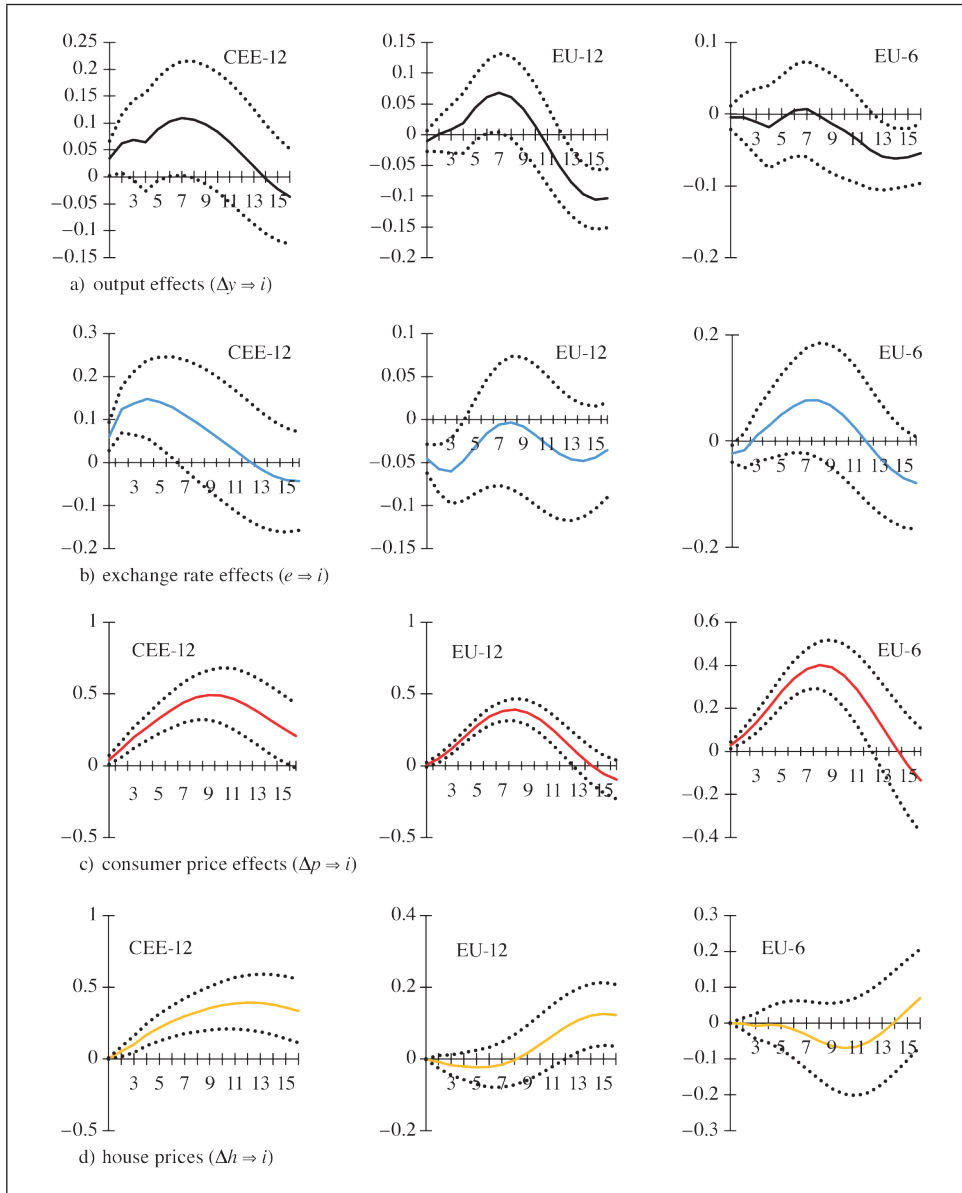 CEE-12
0.25
0.20
0.15
0.10
0.05
0
−0.05
−0.1
−0.15
3 5 7 9 11 13 15
EU-12
0.15
0.1
0.05
0
−0.05
−0.1
−0.15
−0.2
3 5 7 9 11 13 15
EU-6
0.1
0
−0.1
−0.2
3 5 7 9 11 13 15
a) output effects (Δy ⇒ i)
CEE-12
0.3
0.2
0.1
0
−0.1
−0.2
3 5 7 9 11 13 15
EU-12
0.1
0.05
0
−0.05
−0.1
−0.15
3 5 7 9 11 13 15
EU-6
0.2
0
−0.2
3 5 7 9 11 13 15
b) exchange rate effects (e ⇒ i)
CEE-12
1
0.5
0
−0.5
3 5 7 9 11 13 15
EU-12
1
0.5
0
−0.5
3 5 7 9 11 13 15
EU-6
0.6
0.4
0.2
0
−0.2
−0.4
3 5 7 9 11 13 15
c) consumer price effects (Δp ⇒ i)
CEE-12
1
0.5
0
−0.5
3 5 7 9 11 13 15
EU-12
0.4
0.2
0
−0.2
3 5 7 9 11 13 15
EU-6
0.3
0.2
0.1
0
−0.1
−0.2
−0.3
3 5 7 9 11 13 15
d) house prices (Δh ⇒ i)